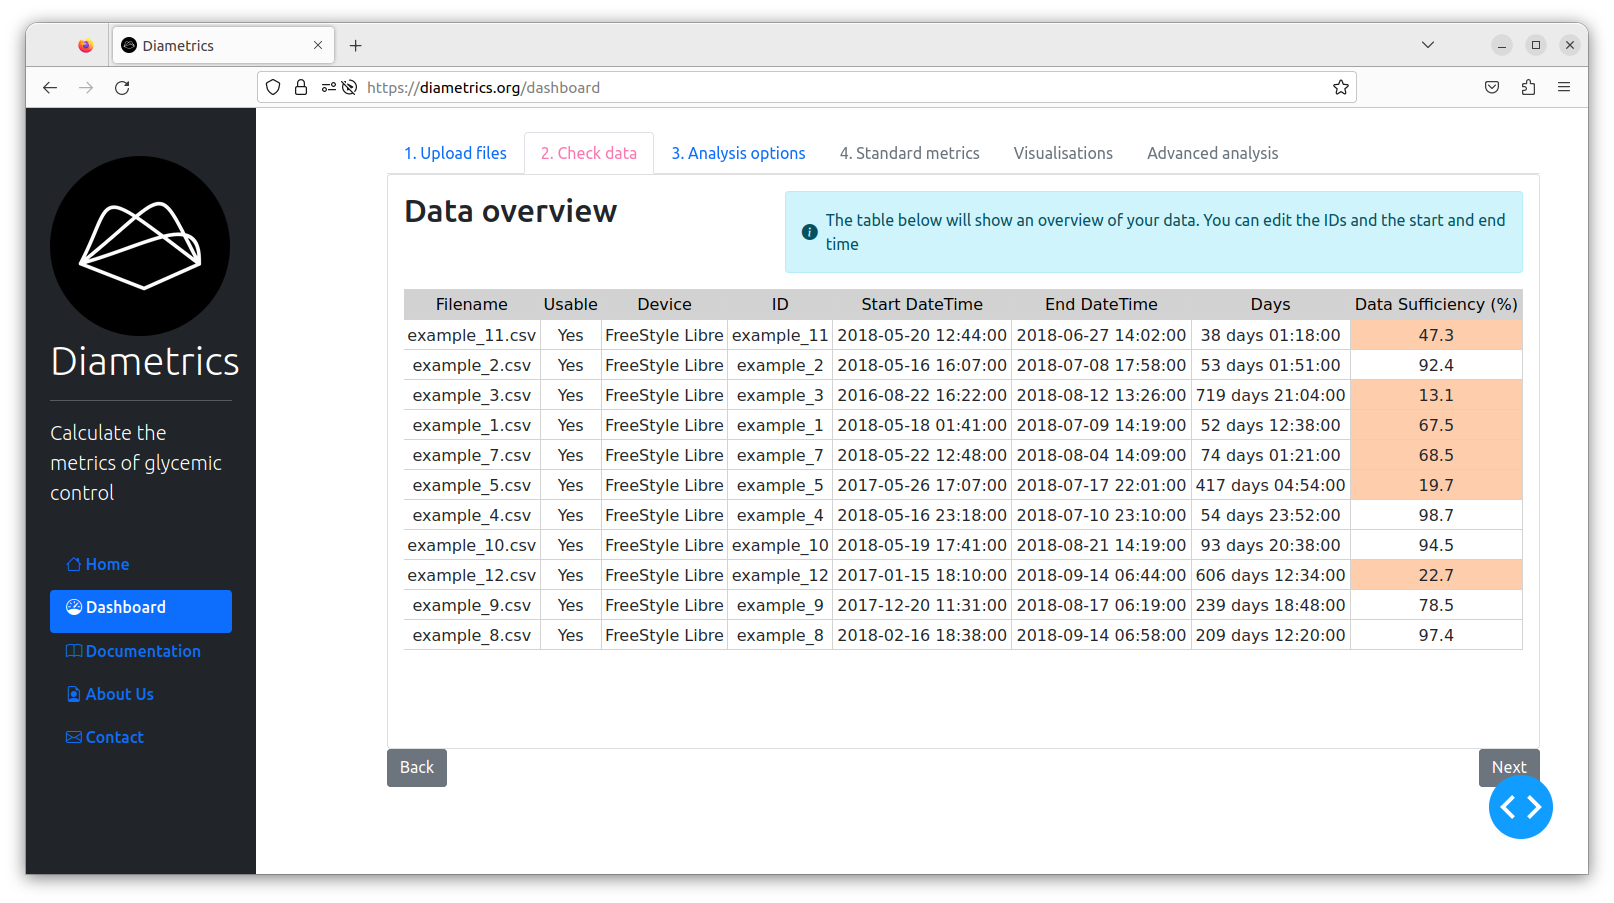 Diametrics
https://diametrics.org/dashboard
Diametrics
Calculate the
metrics of glycemic
control
Home
Dashboard
Documentation
About Us
Contact
1. Upload files 2. Check data 3. Analysis options 4. Standard metrics Visualisations Advanced analysis
Data overview
The table below will show an overview of your data. You can edit the IDs and the start and end
time
Filename Usable Device ID Start DateTime End DateTime Days Data Sufficiency (%)
example_11.csv Yes FreeStyle Libre example_11 2018-05-20 12:44:00 2018-06-27 14:02:00 38 days 01:18:00 47.3
example_2.csv Yes FreeStyle Libre example_2 2018-05-16 16:07:00 2018-07-08 17:58:00 53 days 01:51:00 92.4
example_3.csv Yes FreeStyle Libre example_3 2016-08-22 16:22:00 2018-08-12 13:26:00 719 days 21:04:00 13.1
example_1.csv Yes FreeStyle Libre example_1 2018-05-18 01:41:00 2018-07-09 14:19:00 52 days 12:38:00 67.5
example_7.csv Yes FreeStyle Libre example_7 2018-05-22 12:48:00 2018-08-04 14:09:00 74 days 01:21:00 68.5
example_5.csv Yes FreeStyle Libre example_5 2017-05-26 17:07:00 2018-07-17 22:01:00 417 days 04:54:00 19.7
example_4.csv Yes FreeStyle Libre example_4 2018-05-16 23:18:00 2018-07-10 23:10:00 54 days 23:52:00 98.7
example_10.csv Yes FreeStyle Libre example_10 2018-05-19 17:41:00 2018-08-21 14:19:00 93 days 20:38:00 94.5
example_12.csv Yes FreeStyle Libre example_12 2017-01-15 18:10:00 2018-09-14 06:44:00 606 days 12:34:00 22.7
example_9.csv Yes FreeStyle Libre example_9 2017-12-20 11:31:00 2018-08-17 06:19:00 239 days 18:48:00 78.5
example_8.csv Yes FreeStyle Libre example_8 2018-02-16 18:38:00 2018-09-14 06:58:00 209 days 12:20:00 97.4
Back Next